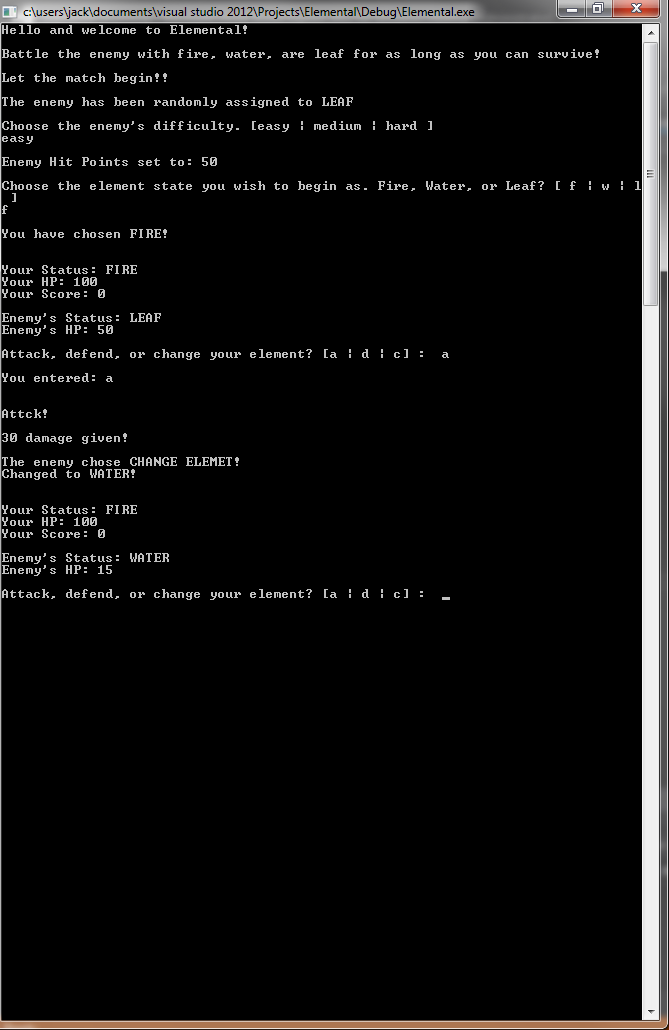 c:\users\jack\documents\visual studio 2012\Projects\Elemental\Debug\Elemental.exe
Hello and welcome to Elemental!
Battle the enemy with fire, water, are leaf for as long as you can survive!
Let the match begin!!
The enemy has been randomly assigned to LEAF
Choose the enemy's difficulty. [easy ¦ medium ¦ hard ]
easy
Enemy Hit Points set to: 50
Choose the element state you wish to begin as. Fire, Water, or Leaf? [ f ¦ w ¦ l
]
f
You have chosen FIRE!
Your Status: FIRE
Your HP: 100
Your Score: 0
Enemy's Status: LEAF
Enemy's HP: 50
Attack, defend, or change your element? [a ¦ d ¦ c] :  a
You entered: a
Attck!
30 damage given!
The enemy chose CHANGE ELEMET!
Changed to WATER!
Your Status: FIRE
Your HP: 100
Your Score: 0
Enemy's Status: WATER
Enemy's HP: 15
Attack, defend, or change your element? [a ¦ d ¦ c] :  _